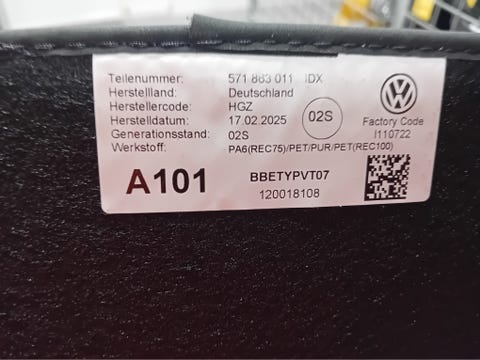 Teilenummer: 571 863 011 IDX
Herstellland: Deutschland
Herstellercode: HGZ
Herstelldatum: 17.02.2025
Generationsstand: 02S
Werkstoff: PA6(REC75)/PET/PUR/PET(REC100)
02S
Factory Code
I110722
A101
BBETYPVT07
120018108